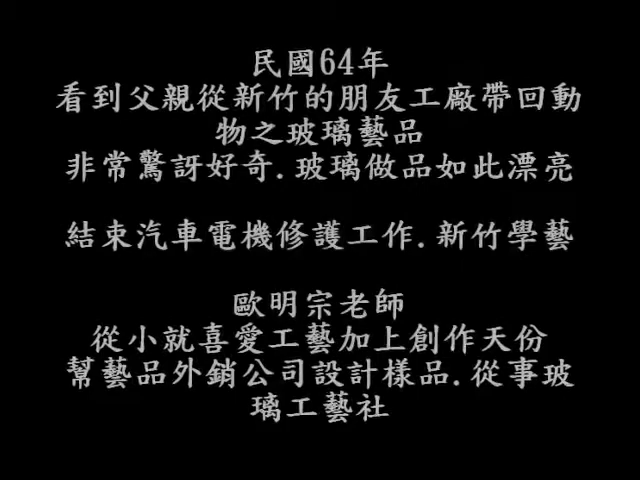 民國64年
看到父親從新竹的朋友工廠帶回動
物之玻璃藝品
非常驚訝好奇.玻璃做品如此漂亮
結束汽車電機修護工作.新竹學藝
歐明宗老師
從小就喜愛工藝加上創作天份
幫藝品外銷公司設計樣品.從事玻
璃工藝社